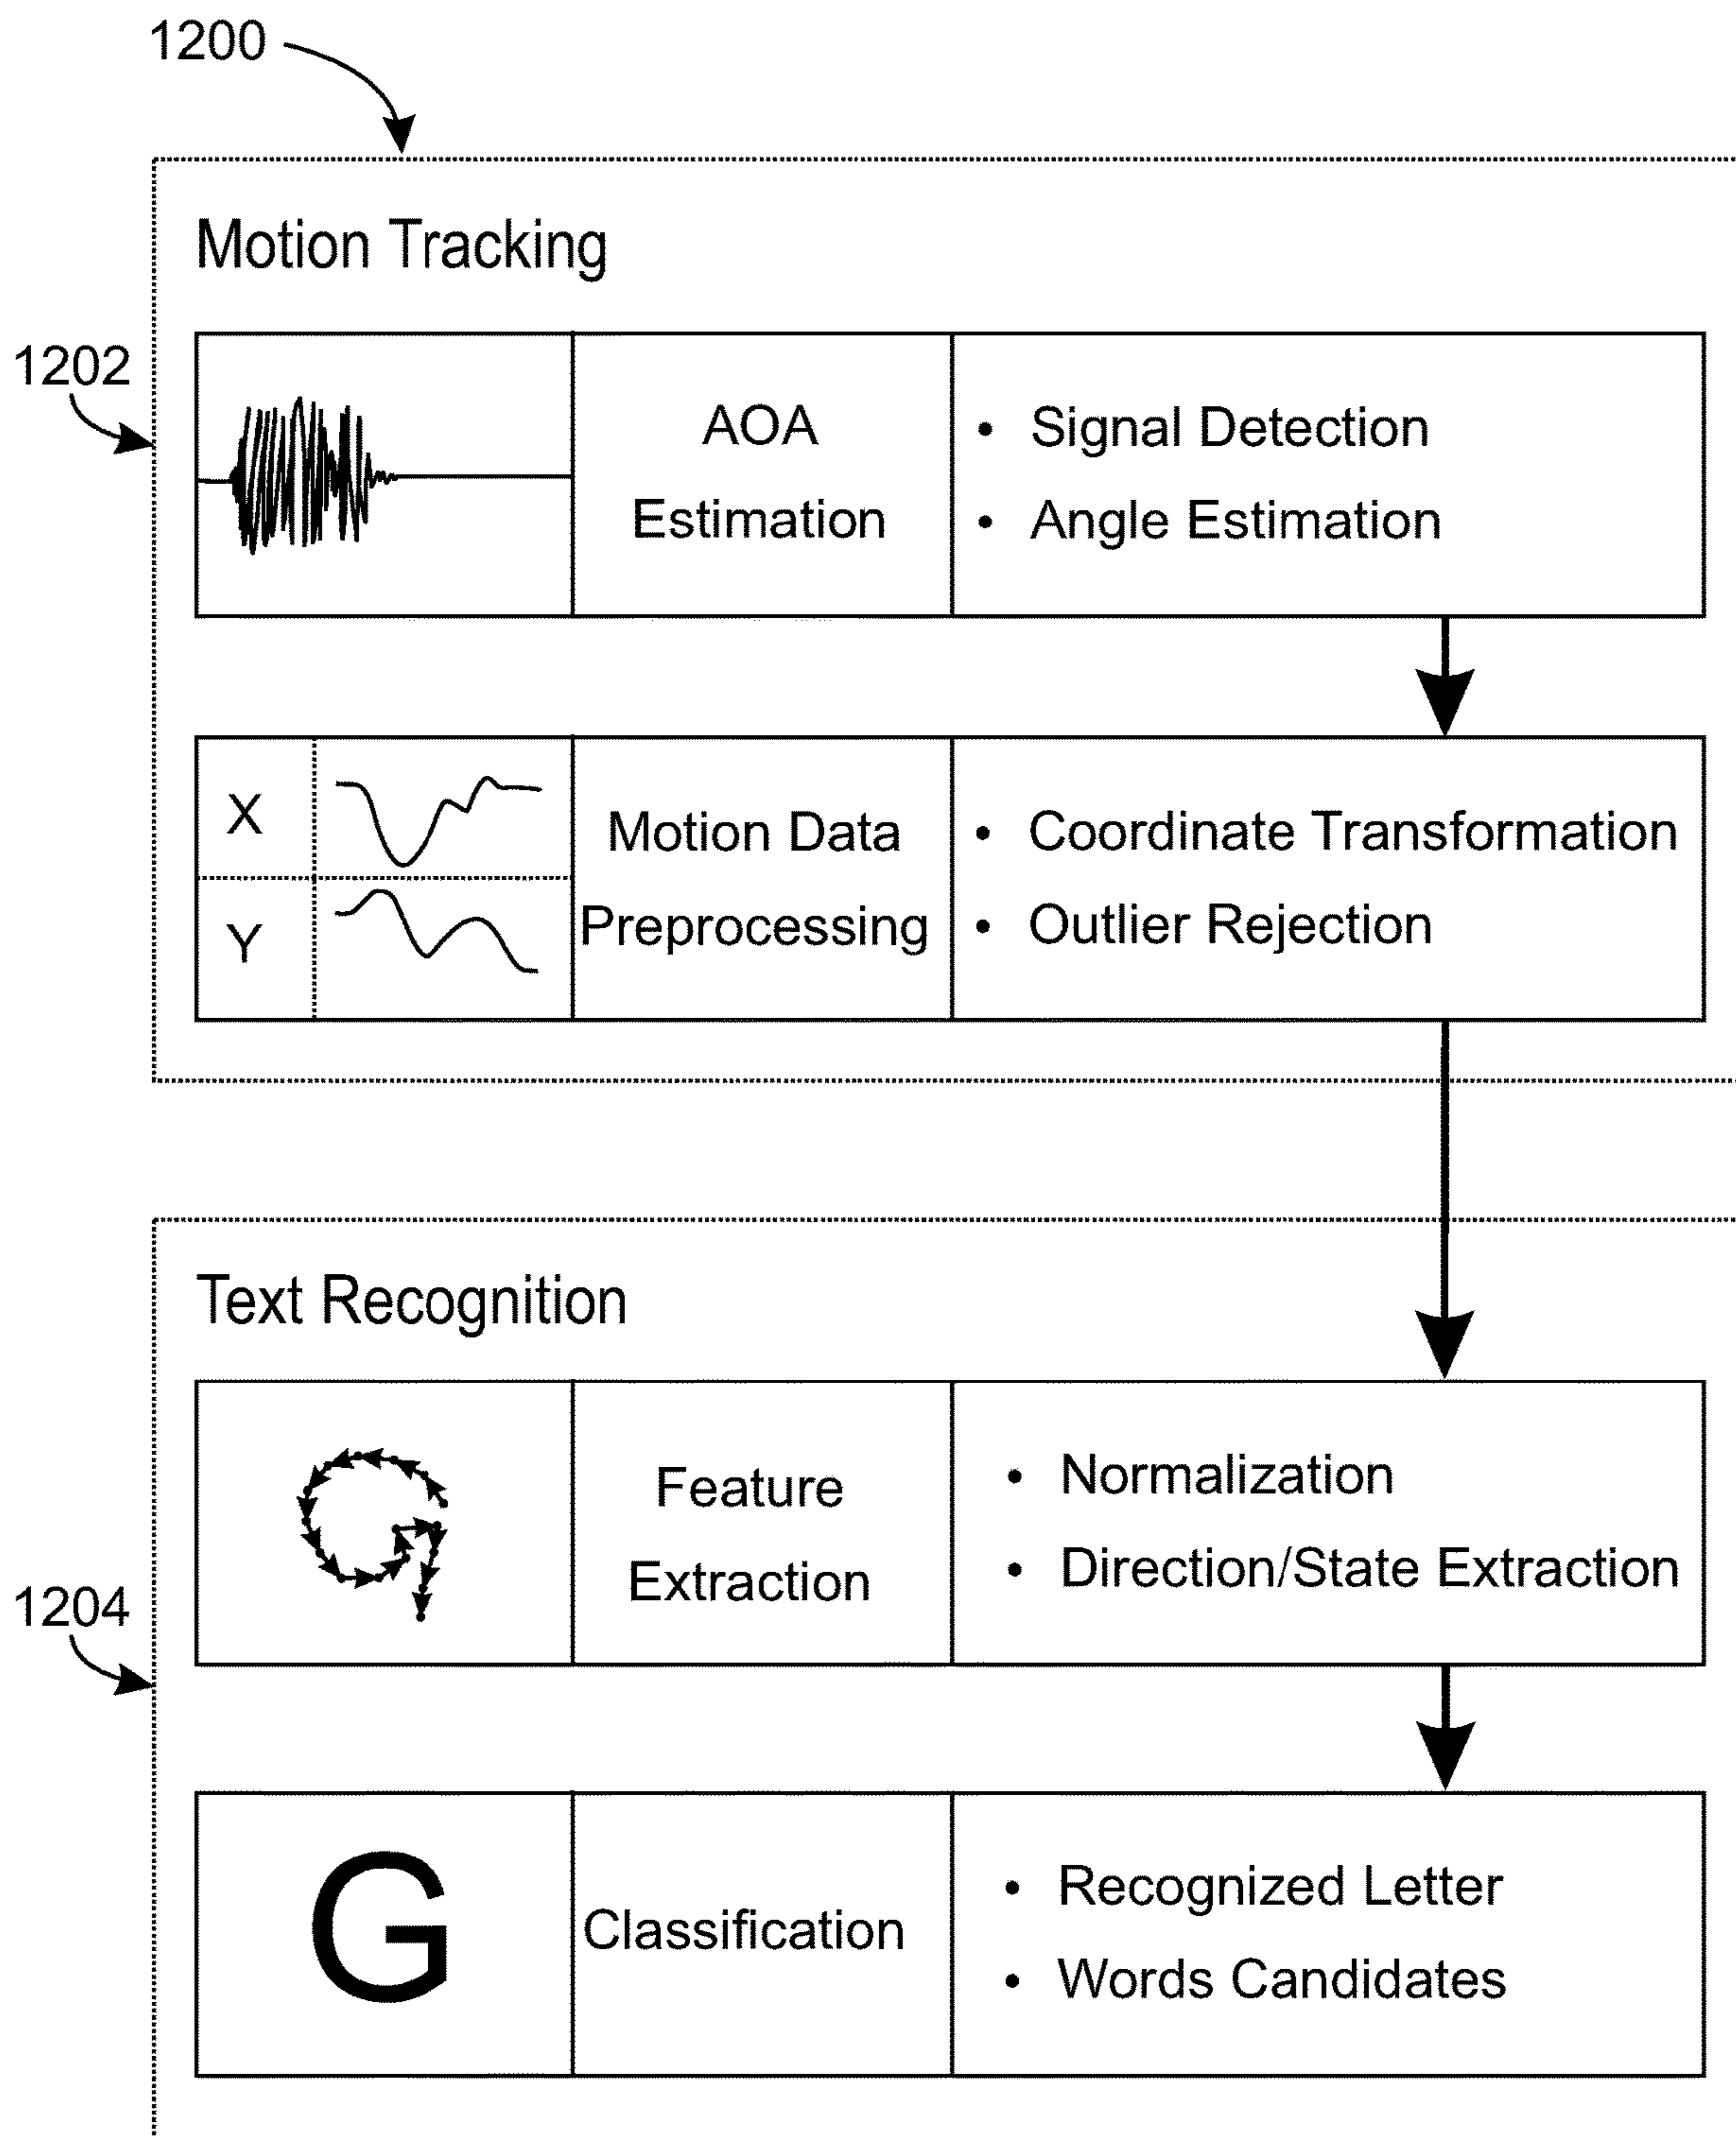 1200
Motion Tracking
1202
AOA
Estimation
• Signal Detection
• Angle Estimation
X
Y
Motion Data
Preprocessing
• Coordinate Transformation
• Outlier Rejection
Text Recognition
1204
Feature
Extraction
• Normalization
• Direction/State Extraction
G
Classification
• Recognized Letter
• Words Candidates